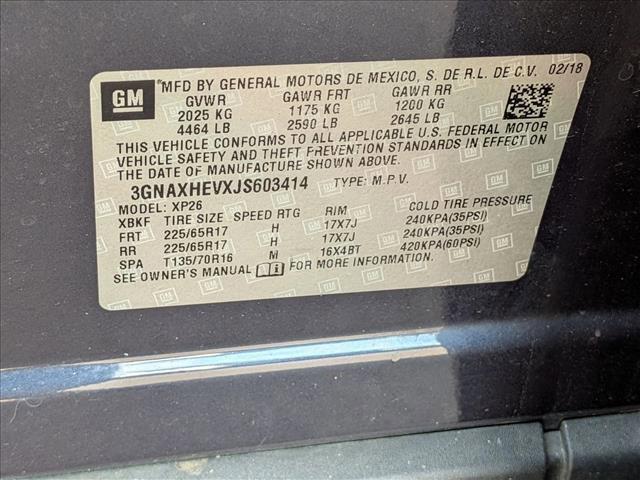 GM MFD BY GENERAL MOTORS DE MEXICO, S. DE R.L. DE C.V. 02/18
GVWR GAWR FRT GAWR RR
2025 KG 1175 KG 1200 KG
4464 LB 2590 LB 2645 LB
THIS VEHICLE CONFORMS TO ALL APPLICABLE U.S. FEDERAL MOTOR
VEHICLE SAFETY AND THEFT PREVENTION STANDARDS IN EFFECT ON
THE DATE OF MANUFACTURE SHOWN ABOVE.
3GNAXHEVXJS603414 TYPE: M.P.V.
MODEL: XP26
XBKF TIRE SIZE SPEED RTG RIM COLD TIRE PRESSURE
FRT 225/65R17 H 17X7J 240KPA(35PSI)
RR 225/65R17 H 17X7J 240KPA(35PSI)
SPA T135/70R16 M 16X4BT 420KPA(60PSI)
SEE OWNER'S MANUAL FOR MORE INFORMATION.